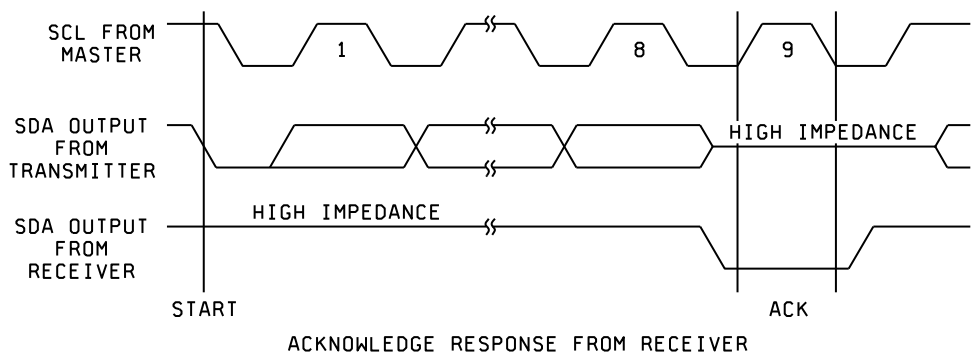 SCL FROM
MASTER
1
8
9
SDA OUTPUT
FROM
TRANSMITTER
HIGH IMPEDANCE
HIGH IMPEDANCE
SDA OUTPUT
FROM
RECEIVER
START
ACK
ACKNOWLEDGE RESPONSE FROM RECEIVER